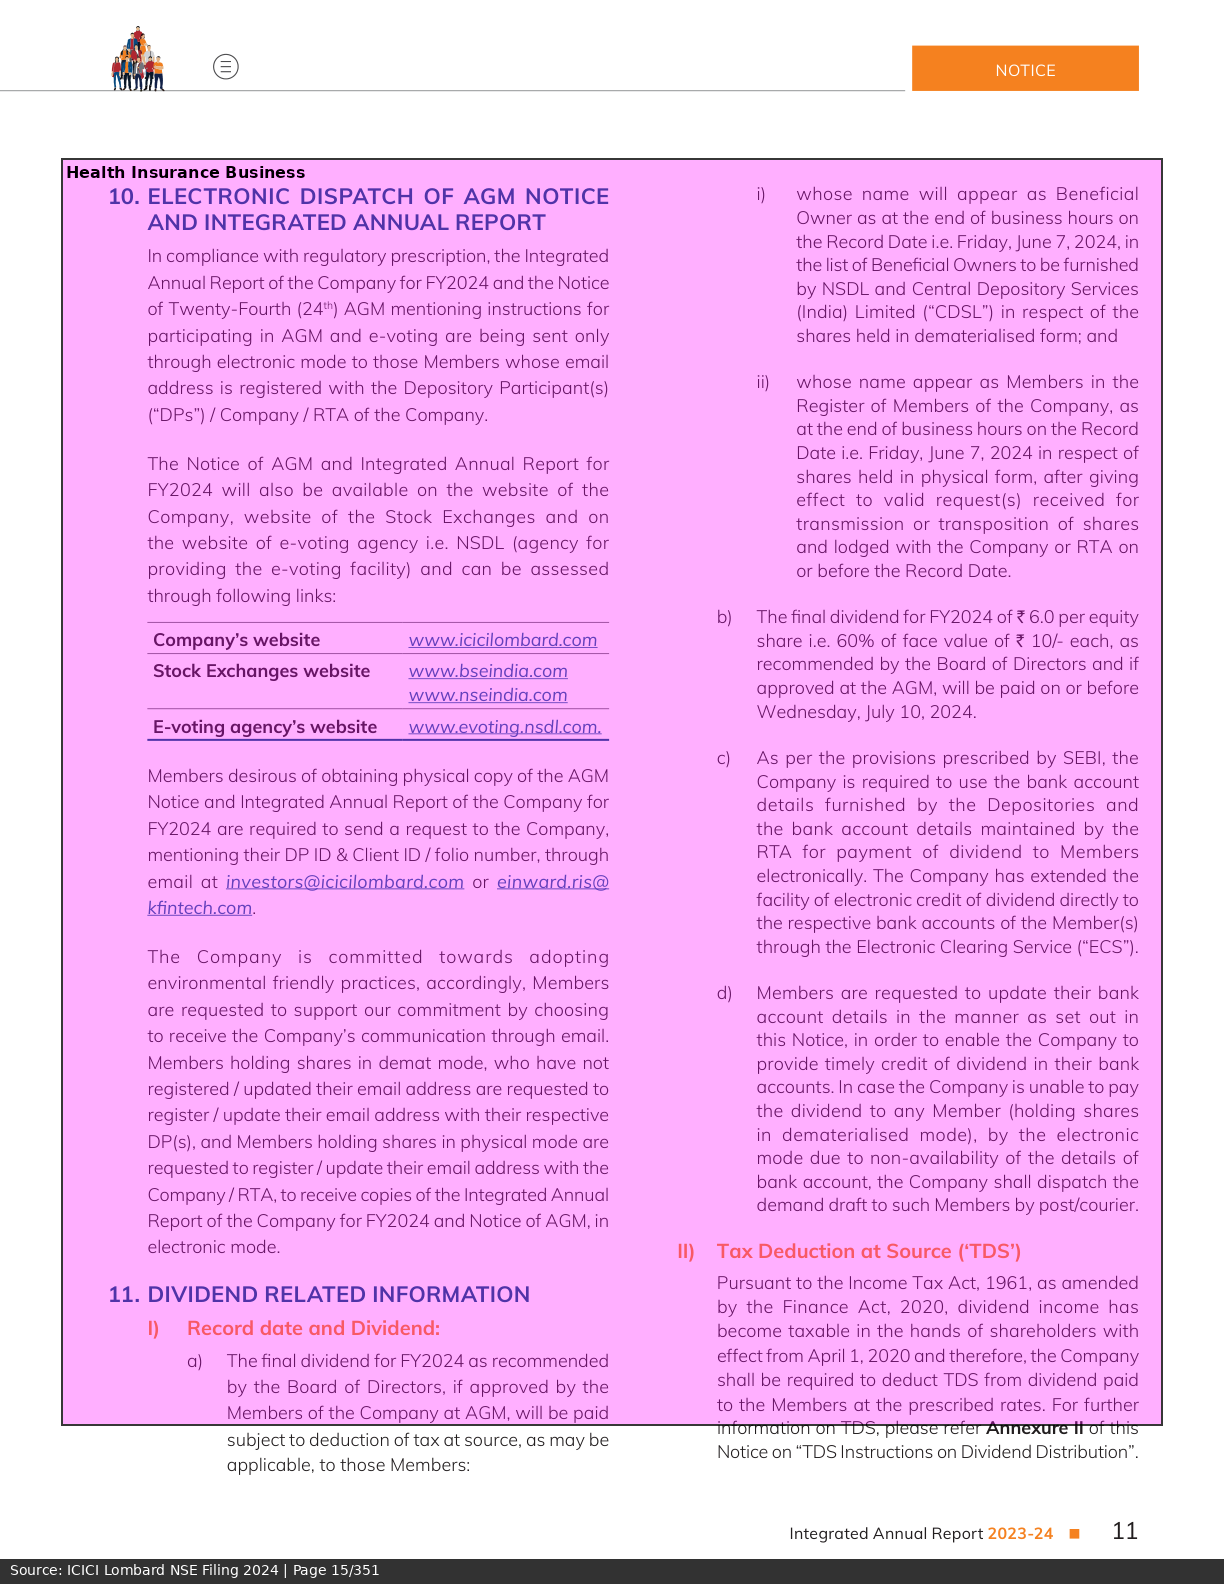 NOTICE
Health Insurance Business
10. ELECTRONIC DISPATCH OF AGM NOTICE
AND INTEGRATED ANNUAL REPORT
In compliance with regulatory prescription, the Integrated
Annual Report of the Company for FY2024 and the Notice
of Twenty-Fourth (24th) AGM mentioning instructions for
participating in AGM and e-voting are being sent only
through electronic mode to those Members whose email
address is registered with the Depository Participant(s)
(“DPs”) / Company / RTA of the Company.
The Notice of AGM and Integrated Annual Report for
FY2024 will also be available on the website of the
Company, website of the Stock Exchanges and on
the website of e-voting agency i.e. NSDL (agency for
providing the e-voting facility) and can be assessed
through following links:
Company’s website www.icicilombard.com
Stock Exchanges website www.bseindia.com
www.nseindia.com
E-voting agency’s website www.evoting.nsdl.com.
Members desirous of obtaining physical copy of the AGM
Notice and Integrated Annual Report of the Company for
FY2024 are required to send a request to the Company,
mentioning their DP ID & Client ID / folio number, through
email at investors@icicilombard.com or einward.ris@
kfintech.com.
The Company is committed towards adopting
environmental friendly practices, accordingly, Members
are requested to support our commitment by choosing
to receive the Company’s communication through email.
Members holding shares in demat mode, who have not
registered / updated their email address are requested to
register / update their email address with their respective
DP(s), and Members holding shares in physical mode are
requested to register / update their email address with the
Company / RTA, to receive copies of the Integrated Annual
Report of the Company for FY2024 and Notice of AGM, in
electronic mode.
11. DIVIDEND RELATED INFORMATION
I) Record date and Dividend:
a) The final dividend for FY2024 as recommended
by the Board of Directors, if approved by the
Members of the Company at AGM, will be paid
subject to deduction of tax at source, as may be
applicable, to those Members:
i) whose name will appear as Beneficial
Owner as at the end of business hours on
the Record Date i.e. Friday, June 7, 2024, in
the list of Beneficial Owners to be furnished
by NSDL and Central Depository Services
(India) Limited (“CDSL”) in respect of the
shares held in dematerialised form; and
ii) whose name appear as Members in the
Register of Members of the Company, as
at the end of business hours on the Record
Date i.e. Friday, June 7, 2024 in respect of
shares held in physical form, after giving
effect to valid request(s) received for
transmission or transposition of shares
and lodged with the Company or RTA on
or before the Record Date.
b) The final dividend for FY2024 of ₹ 6.0 per equity
share i.e. 60% of face value of ₹ 10/- each, as
recommended by the Board of Directors and if
approved at the AGM, will be paid on or before
Wednesday, July 10, 2024.
c) As per the provisions prescribed by SEBI, the
Company is required to use the bank account
details furnished by the Depositories and
the bank account details maintained by the
RTA for payment of dividend to Members
electronically. The Company has extended the
facility of electronic credit of dividend directly to
the respective bank accounts of the Member(s)
through the Electronic Clearing Service (“ECS”).
d) Members are requested to update their bank
account details in the manner as set out in
this Notice, in order to enable the Company to
provide timely credit of dividend in their bank
accounts. In case the Company is unable to pay
the dividend to any Member (holding shares
in dematerialised mode), by the electronic
mode due to non-availability of the details of
bank account, the Company shall dispatch the
demand draft to such Members by post/courier.
II) Tax Deduction at Source (‘TDS’)
Pursuant to the Income Tax Act, 1961, as amended
by the Finance Act, 2020, dividend income has
become taxable in the hands of shareholders with
effect from April 1, 2020 and therefore, the Company
shall be required to deduct TDS from dividend paid
to the Members at the prescribed rates. For further
information on TDS, please refer Annexure II of this
Notice on “TDS Instructions on Dividend Distribution”.
Integrated Annual Report 2023-24 11
Source: ICICI Lombard NSE Filing 2024 | Page 15/351